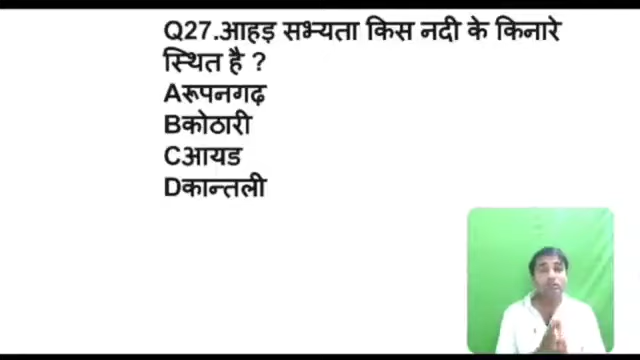 Q27.आहड़ सभ्यता किस नदी के किनारे
स्थित है ?
Aरूपनगढ़
Bकोठारी
Cआयड
Dकान्तली